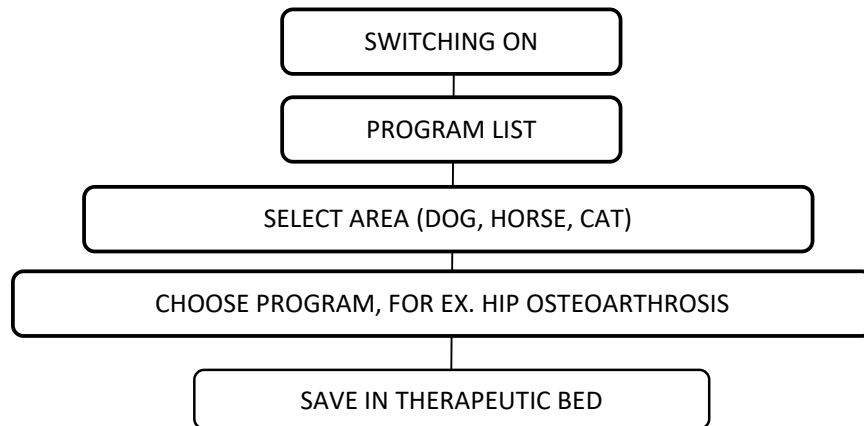 SWITCHING ON
PROGRAM LIST
SELECT AREA (DOG, HORSE, CAT)
CHOOSE PROGRAM, FOR EX. HIP OSTEOARTHROSIS
SAVE IN THERAPEUTIC BED